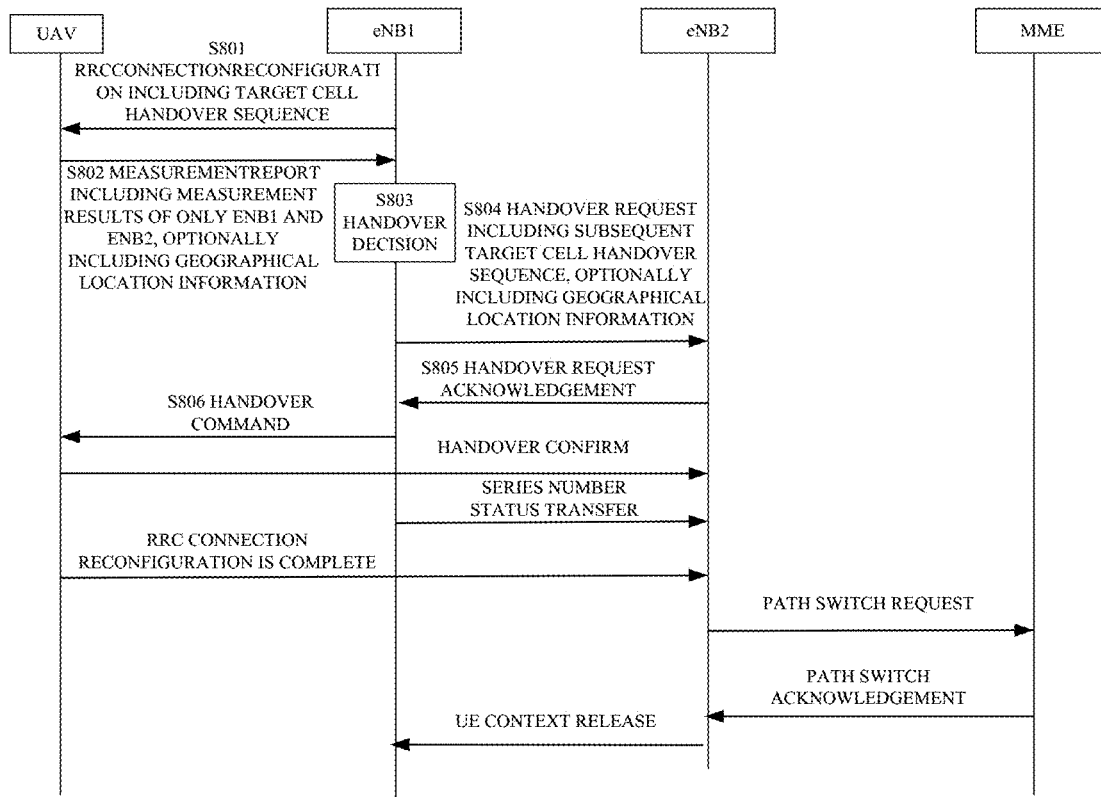 UAV
eNB1
eNB2
MME
S801
RRCCONNECTIONRECONFIGURATI
ON INCLUDING TARGET CELL
HANDOVER SEQUENCE
S802 MEASUREMENTREPORT
INCLUDING MEASUREMENT
RESULTS OF ONLY ENB1 AND
ENB2, OPTIONALLY
INCLUDING GEOGRAPHICAL
LOCATION INFORMATION
S803
HANDOVER
DECISION
S804 HANDOVER REQUEST
INCLUDING SUBSEQUENT
TARGET CELL HANDOVER
SEQUENCE, OPTIONALLY
INCLUDING GEOGRAPHICAL
LOCATION INFORMATION
S805 HANDOVER REQUEST
ACKNOWLEDGEMENT
S806 HANDOVER
COMMAND
HANDOVER CONFIRM
SERIES NUMBER
STATUS TRANSFER
RRC CONNECTION
RECONFIGURATION IS COMPLETE
PATH SWITCH REQUEST
PATH SWITCH
ACKNOWLEDGEMENT
UE CONTEXT RELEASE